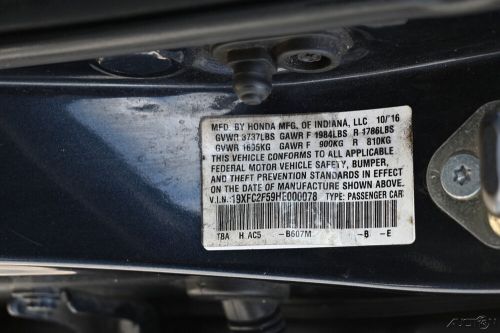 MFD. BY HONDA MFG. OF INDIANA, LLC 10/16
GVWR 3737LBS GAWR F 1984LBS R 1786LBS
GVWR 1695KG GAWR F 900KG R 810KG
THIS VEHICLE CONFORMS TO ALL APPLICABLE
FEDERAL MOTOR VEHICLE SAFETY, BUMPER,
AND THEFT PREVENTION STANDARDS IN EFFECT
ON THE DATE OF MANUFACTURE SHOWN ABOVE.
V.I.N. 19XFC2F59HE000078 TYPE: PASSENGER CAR
TBA H AC5 -B607M -B -E